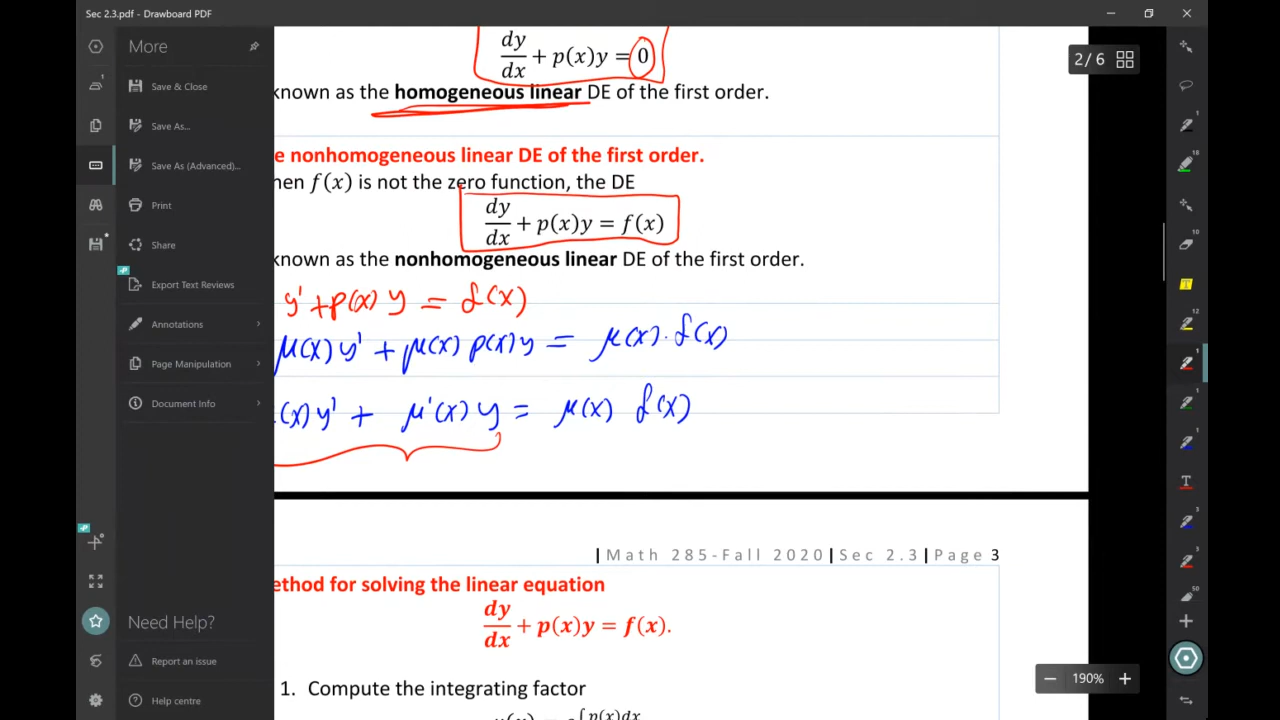 Sec 2.3.pdf - Drawboard PDF
More
Save & Close
Save As...
Save As (Advanced)...
Print
Share
Export Text Reviews
Annotations
Page Manipulation
Document Info
Need Help?
Report an issue
Help centre
2 / 6
dy/dx + p(x)y = 0
known as the homogeneous linear DE of the first order.
e nonhomogeneous linear DE of the first order.
hen f(x) is not the zero function, the DE
dy/dx + p(x)y = f(x)
known as the nonhomogeneous linear DE of the first order.
y' + p(x) y = f(x)
μ(x) y' + μ(x) p(x) y = μ(x) · f(x)
(x) y' + μ'(x) y = μ(x) f(x)
| Math 285-Fall 2020 | Sec 2.3 | Page 3
ethod for solving the linear equation
dy/dx + p(x)y = f(x).
1. Compute the integrating factor
∫ p(x)dx
190%